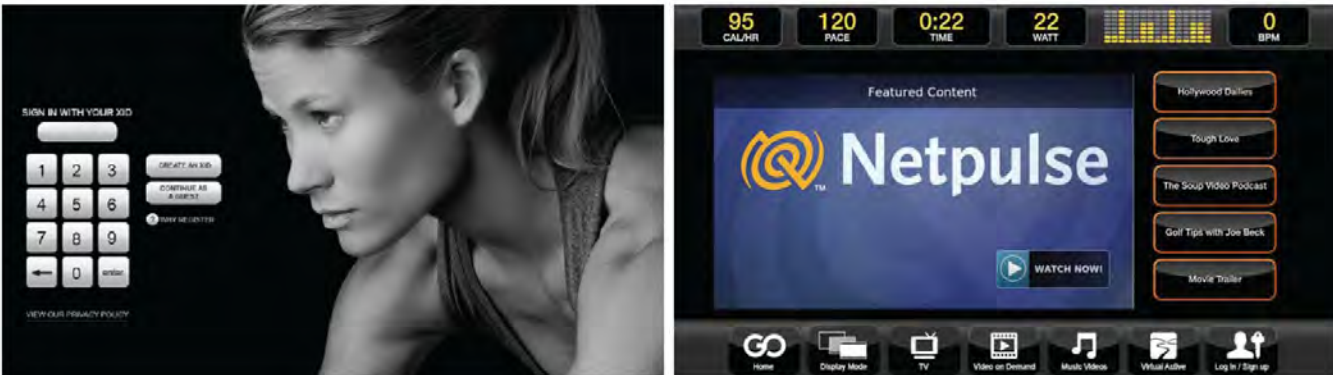 SIGN IN WITH YOUR XID
1 2 3
4 5 6
7 8 9
0 enter
CREATE AN XID
CONTINUE AS
A GUEST
WHY REGISTER
VIEW OUR PRIVACY POLICY
95 120 0:22 22 0
CAL/HR PACE TIME WATT BPM
Featured Content
Netpulse
TM
WATCH NOW!
Hollywood Dailies
Tough Love
The Soup Video Podcast
Golf Tips with Joe Beck
Movie Trailer
GO
Home Display Mode TV Video on Demand Music Videos Virtual Active Log In / Sign up